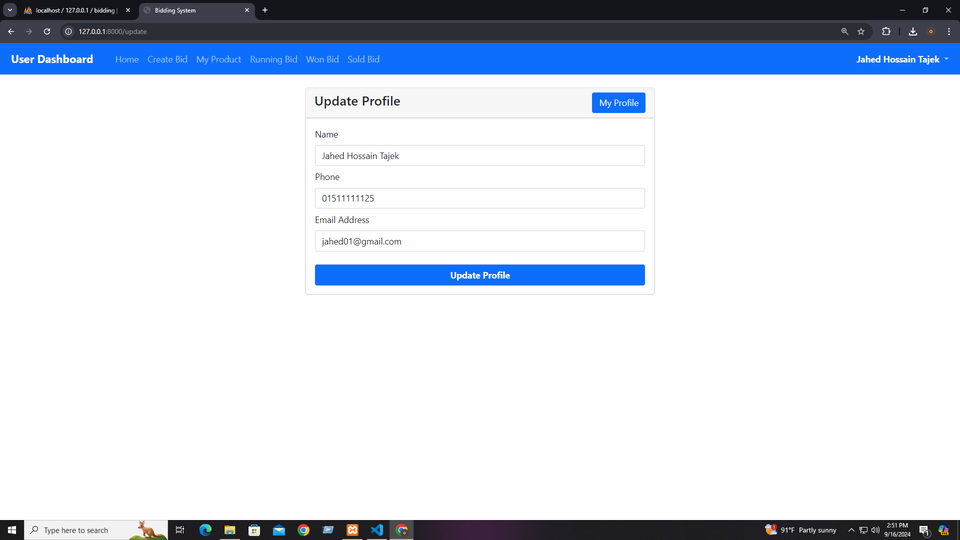 localhost / 127.0.0.1 / bidding |
Bidding System
127.0.0.1:8000/update
User Dashboard
Home
Create Bid
My Product
Running Bid
Won Bid
Sold Bid
Jahed Hossain Tajek
Update Profile
My Profile
Name
Jahed Hossain Tajek
Phone
01511111125
Email Address
jahed01@gmail.com
Update Profile
Type here to search
91°F Partly sunny
2:51 PM
9/16/2024